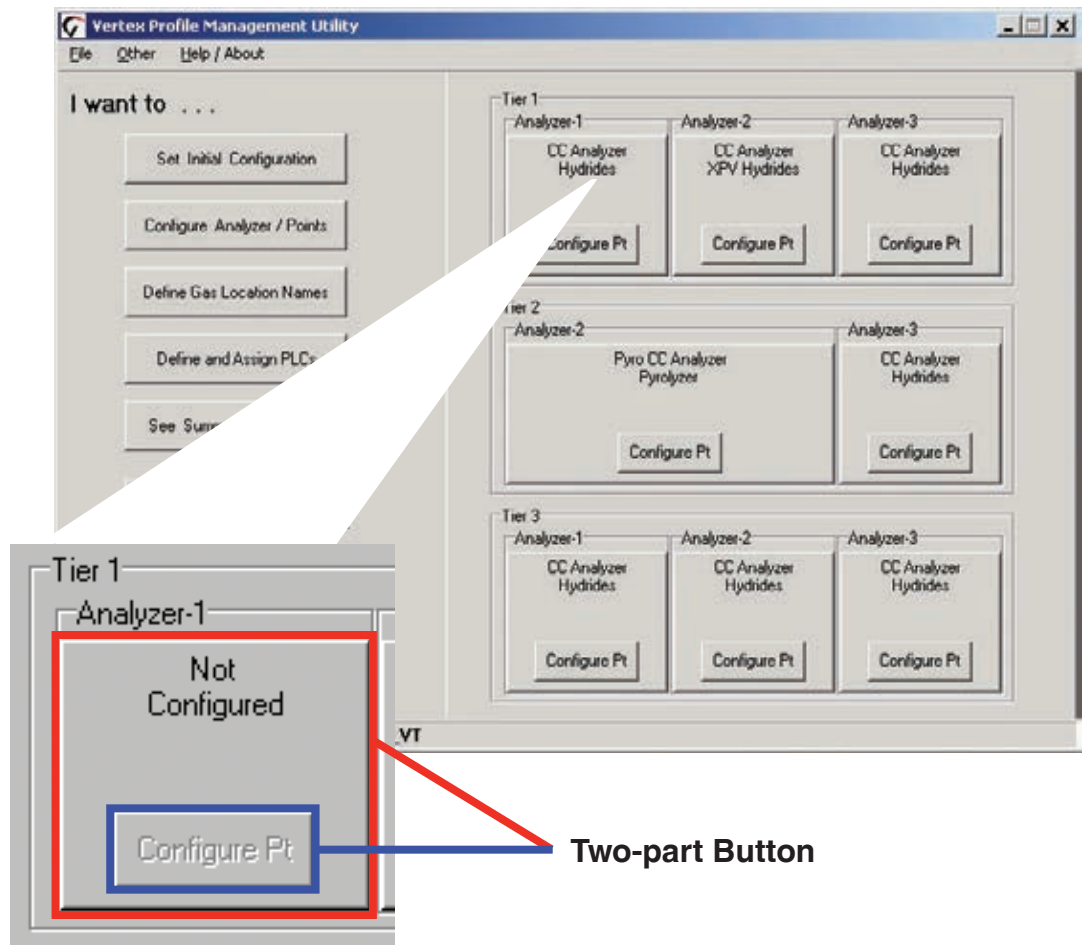 Vertex Profile Management Utility
File Other Help / About
I want to ...
Set Initial Configuration
Configure Analyzer / Points
Define Gas Location Names
Define and Assign PLCs
See
Tier 1
Analyzer-1 Analyzer-2 Analyzer-3
CC Analyzer CC Analyzer CC Analyzer
Hydrides XPV Hydrides Hydrides
Configure Pt Configure Pt Configure Pt
Tier 2
Analyzer-2 Analyzer-3
Pyro CC Analyzer CC Analyzer
Pyrolyzer Hydrides
Configure Pt Configure Pt
Tier 3
Analyzer-1 Analyzer-2 Analyzer-3
CC Analyzer CC Analyzer CC Analyzer
Hydrides Hydrides Hydrides
Configure Pt Configure Pt Configure Pt
_VT
Tier 1
Analyzer-1
Not
Configured
Configure Pt
Two-part Button